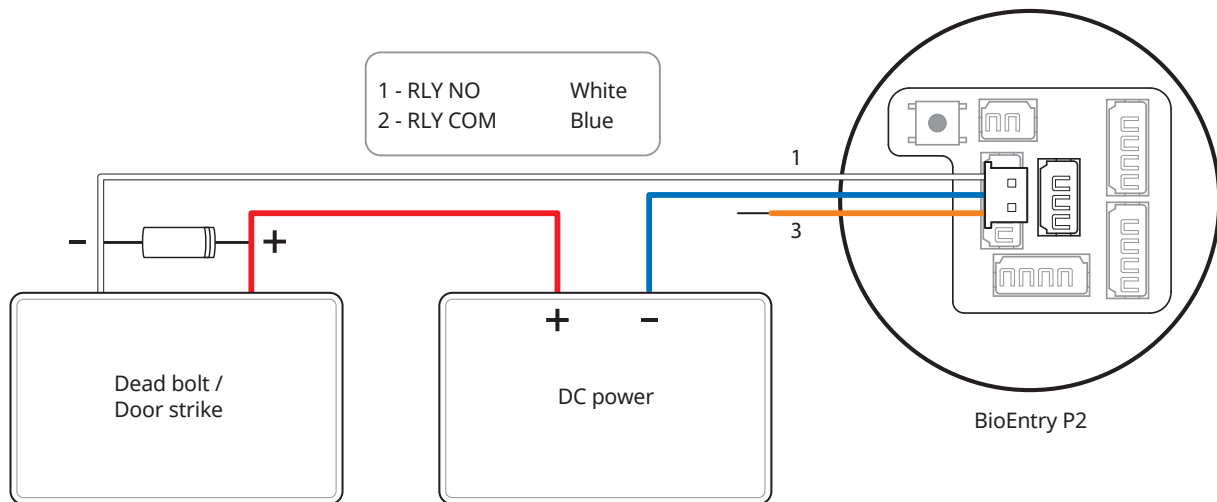 1 - RLY NO White
2 - RLY COM Blue
1
3
- +
+ -
Dead bolt /
Door strike
DC power
BioEntry P2